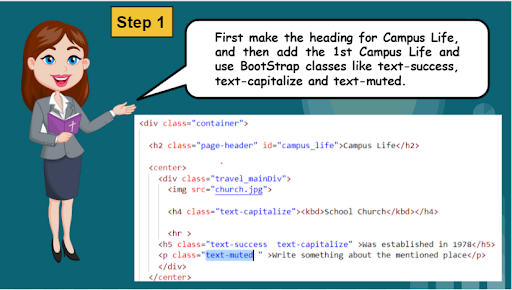 Step 1
First make the heading for Campus Life,
and then add the 1st Campus Life and
use BootStrap classes like text-success,
text-capitalize and text-muted.
<div class="container">
<h2 class="page-header" id="campus_life">Campus Life</h2>
<center>
<div class="travel_mainDiv">
<img src="church.jpg">
<h4 class="text-capitalize"><kbd>School Church</kbd></h4>
<hr >
<h5 class="text-success  text-capitalize" >Was established in 1978</h5>
<p class="text-muted " >Write something about the mentioned place</p>
</div>
</center>